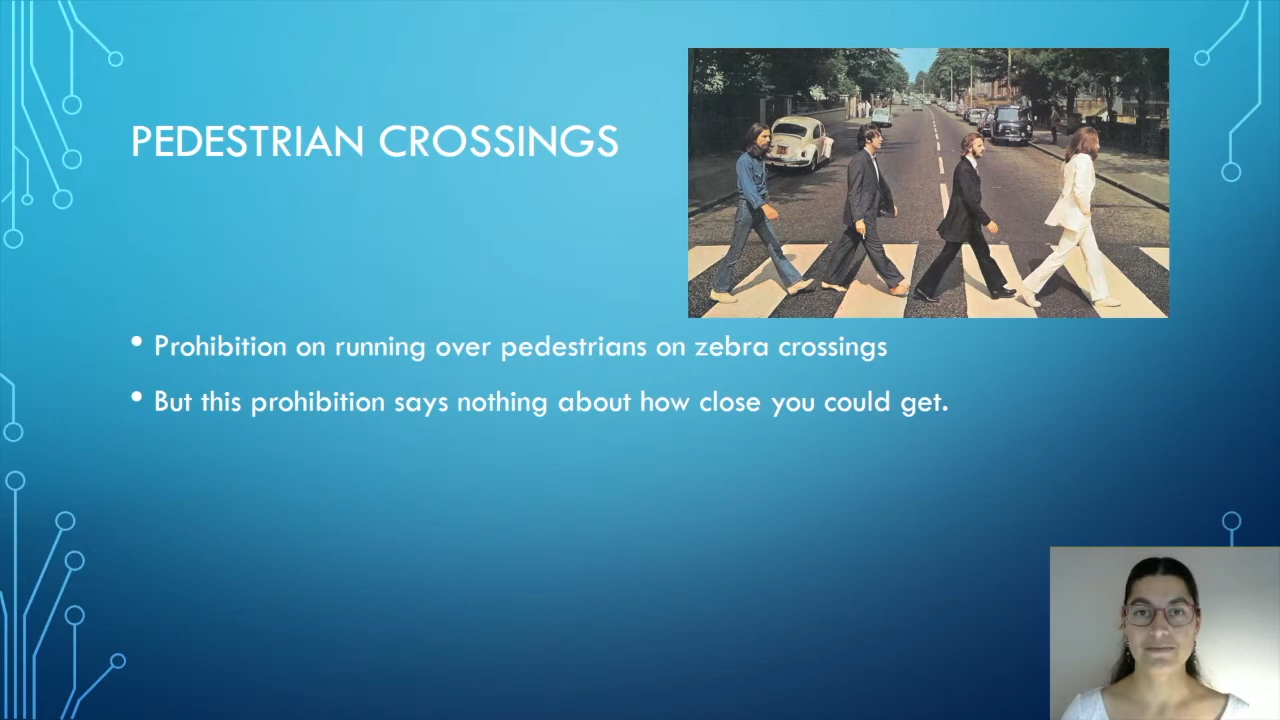 PEDESTRIAN CROSSINGS
• Prohibition on running over pedestrians on zebra crossings
• But this prohibition says nothing about how close you could get.